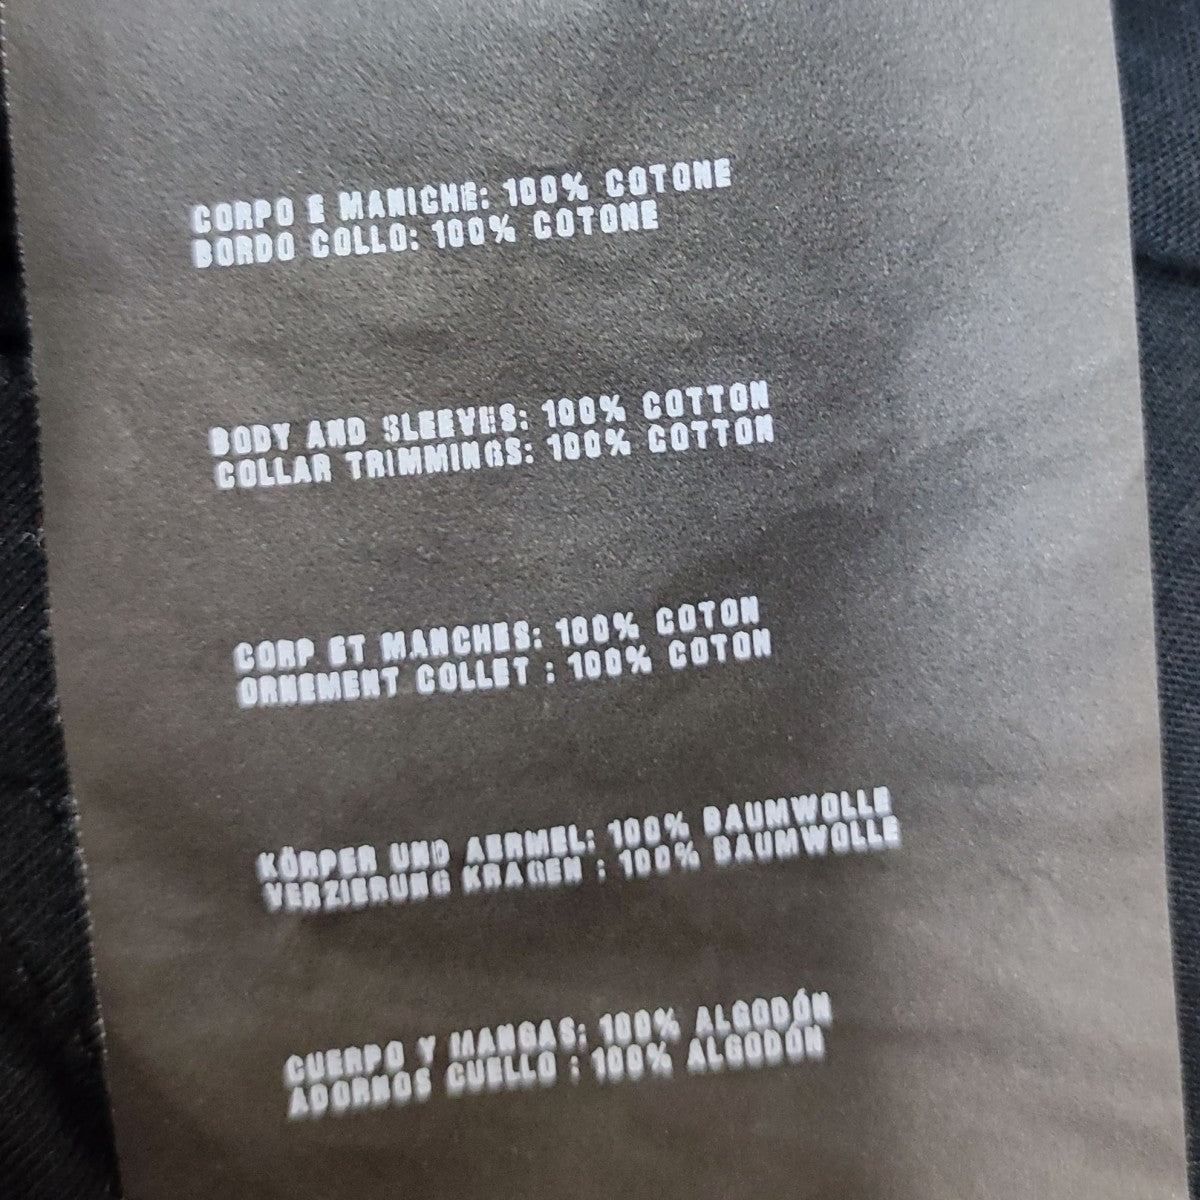 CORPO E MANICHE: 100% COTONE
BORDO COLLO: 100% COTONE
BODY AND SLEEVES: 100% COTTON
COLLAR TRIMMINGS: 100% COTTON
CORP ET MANCHES: 100% COTON
ORNEMENT COLLET : 100% COTON
KÖRPER UND AERMEL: 100% BAUMWOLLE
VERZIERUNG KRAGEN : 100% BAUMWOLLE
CUERPO Y MANGAS: 100% ALGODÓN
ADORNOS CUELLO : 100% ALGODÓN